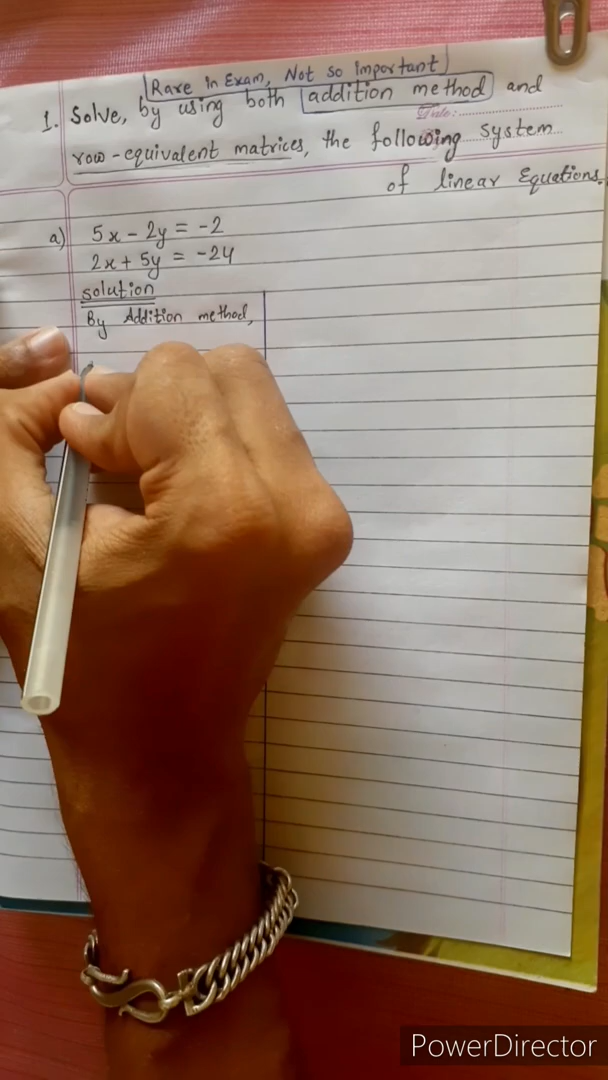 Rare in Exam, Not so important
1. Solve, by using both addition method and
Date:
row-equivalent matrices, the following system
of linear Equations.
a) 5x - 2y = -2
2x + 5y = -24
solution
By Addition method,
PowerDirector